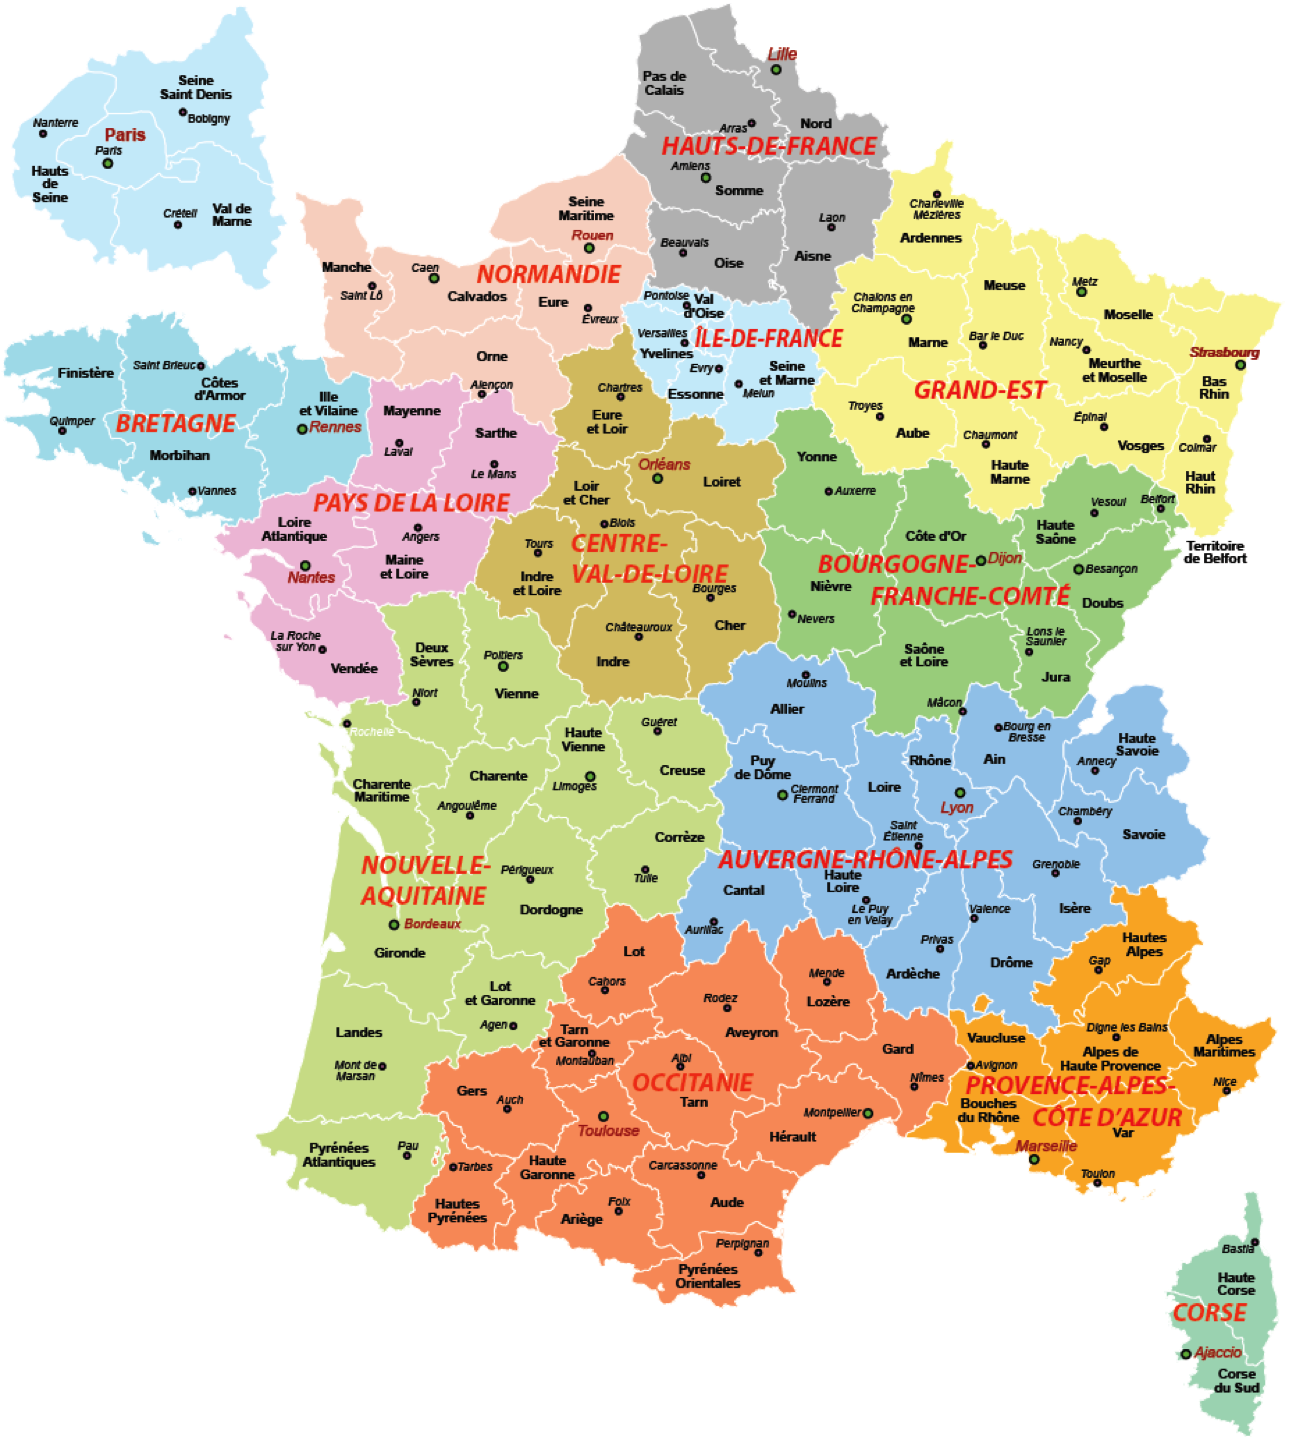 Seine
Saint Denis
Bobigny
Nanterre
Paris
Paris
Hauts
de
Seine
Créteil
Val de
Marne
Lille
Pas de
Calais
Nord
Arras
HAUTS-DE-FRANCE
Amiens
Somme
Laon
Beauvais
Oise
Aisne
Seine
Maritime
Rouen
NORMANDIE
Manche
Saint Lô
Caen
Calvados
Eure
Évreux
Orne
Alençon
Pontoise
Val
d'Oise
Versailles
ÎLE-DE-FRANCE
Yvelines
Evry
Seine
et Marne
Essonne
Melun
Charleville
Mézières
Ardennes
Chalons en
Champagne
Marne
Meuse
Bar le Duc
Metz
Moselle
Nancy
Meurthe
et Moselle
Strasbourg
Bas
Rhin
GRAND-EST
Troyes
Aube
Chaumont
Haute
Marne
Épinal
Vosges
Colmar
Haut
Rhin
Territoire
de Belfort
Finistère
Saint Brieuc
Côtes
d'Armor
Quimper
BRETAGNE
Morbihan
Vannes
Ille
et Vilaine
Rennes
Mayenne
Laval
Sarthe
Le Mans
PAYS DE LA LOIRE
Loire
Atlantique
Nantes
Angers
Maine
et Loire
La Roche
sur Yon
Vendée
Chartres
Eure
et Loir
Orléans
Loiret
Loir
et Cher
Blois
Tours
CENTRE-
VAL-DE-LOIRE
Indre
et Loire
Bourges
Cher
Châteauroux
Indre
Yonne
Auxerre
Côte d'Or
Dijon
BOURGOGNE-
FRANCHE-COMTÉ
Nièvre
Nevers
Vesoul
Belfort
Haute
Saône
Besançon
Doubs
Lons le
Saunier
Jura
Saône
et Loire
Mâcon
Deux
Sèvres
Niort
Poitiers
Vienne
Rochelle
Charente
Maritime
Charente
Angoulême
Haute
Vienne
Limoges
Guéret
Creuse
Corrèze
Tulle
NOUVELLE-
AQUITAINE
Périgueux
Dordogne
Bordeaux
Gironde
Lot
et Garonne
Agen
Landes
Mont de
Marsan
Pyrénées
Atlantiques
Pau
Moulins
Allier
Puy
de Dôme
Clermont
Ferrand
Loire
Rhône
Lyon
Bourg en
Bresse
Ain
Haute
Savoie
Annecy
Chambéry
Savoie
Saint
Étienne
AUVERGNE-RHÔNE-ALPES
Cantal
Aurillac
Haute
Loire
Le Puy
en Velay
Grenoble
Isère
Valence
Privas
Ardèche
Drôme
Lot
Cahors
Rodez
Aveyron
Mende
Lozère
Tarn
et Garonne
Montauban
Albi
OCCITANIE
Tarn
Gard
Nîmes
Gers
Auch
Toulouse
Montpellier
Hérault
Tarbes
Hautes
Pyrénées
Haute
Garonne
Carcassonne
Aude
Ariège
Foix
Perpignan
Pyrénées
Orientales
Hautes
Alpes
Gap
Vaucluse
Avignon
Digne les Bains
Alpes de
Haute Provence
Alpes
Maritimes
Nice
PROVENCE-ALPES-
CÔTE D'AZUR
Bouches
du Rhône
Var
Marseille
Toulon
Bastia
Haute
Corse
CORSE
Ajaccio
Corse
du Sud